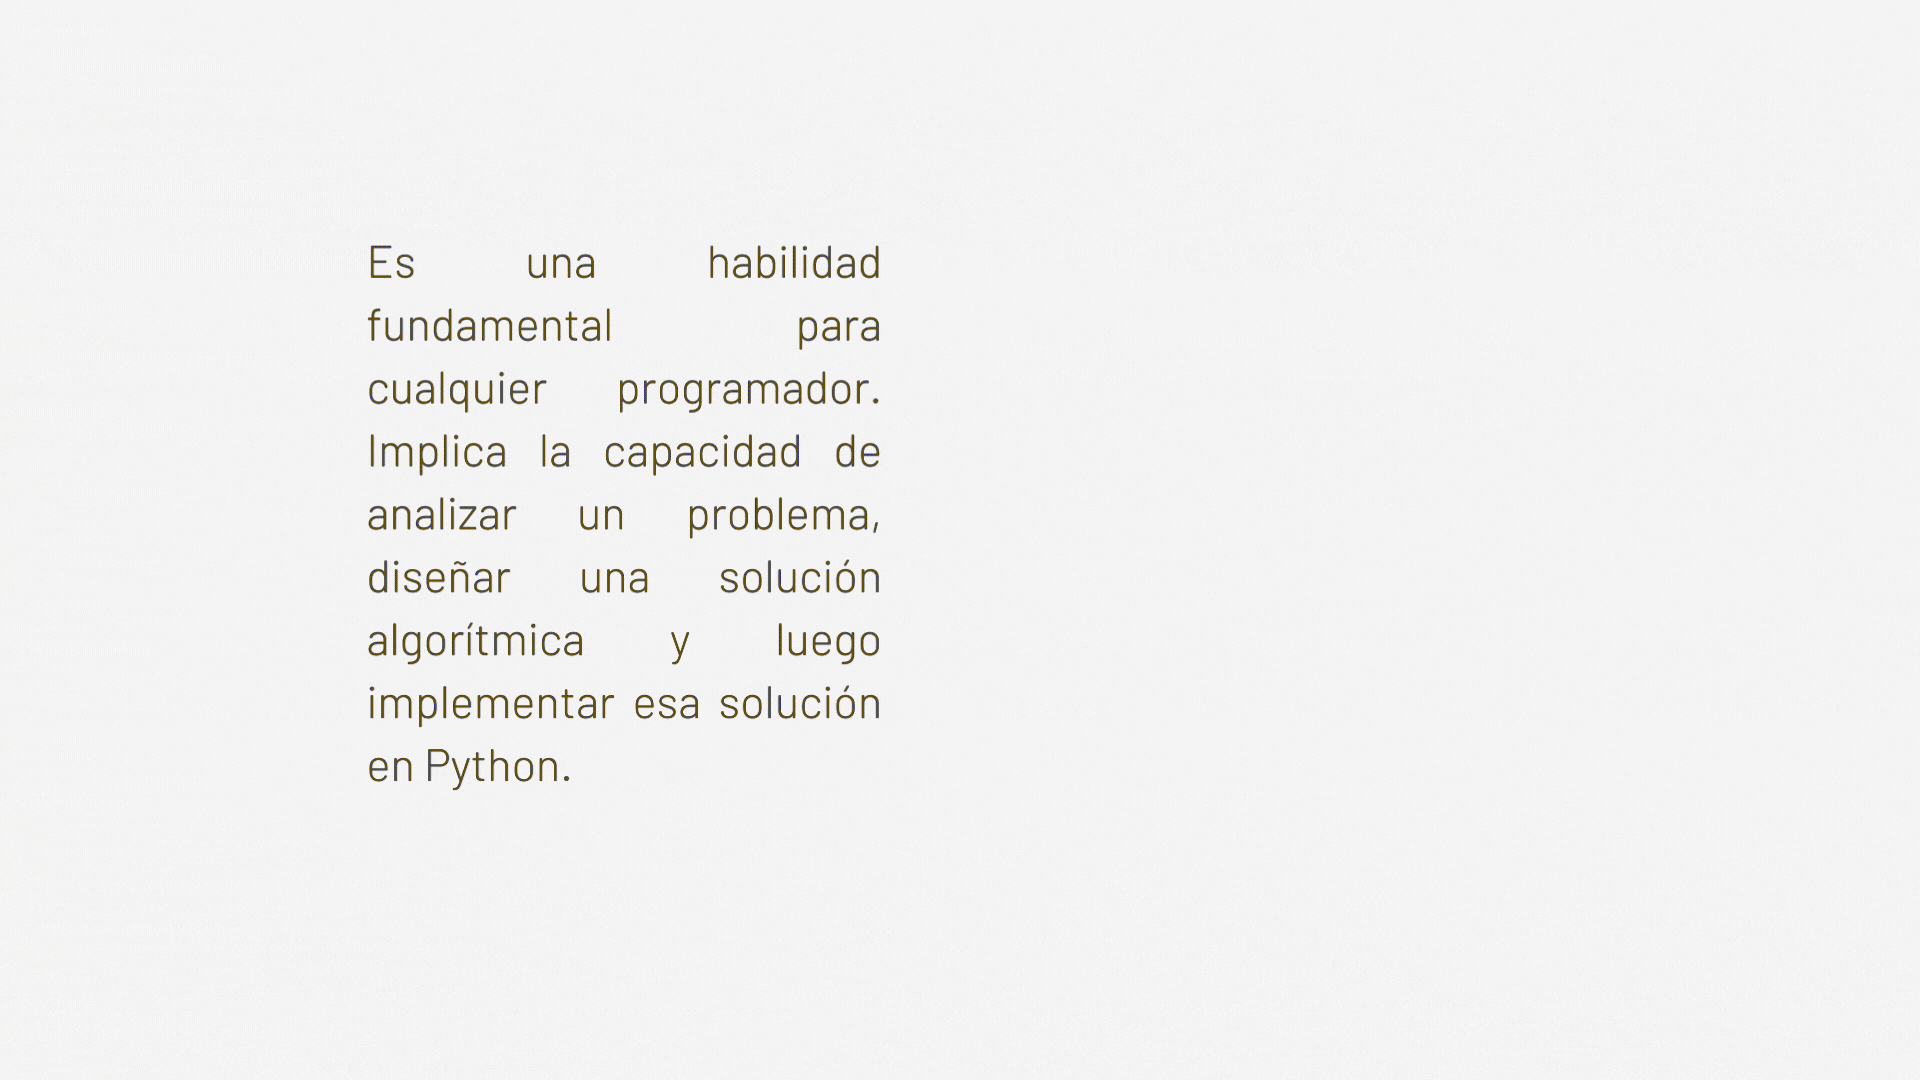 Es una habilidad
fundamental para
cualquier programador.
Implica la capacidad de
analizar un problema,
diseñar una solución
algorítmica y luego
implementar esa solución
en Python.